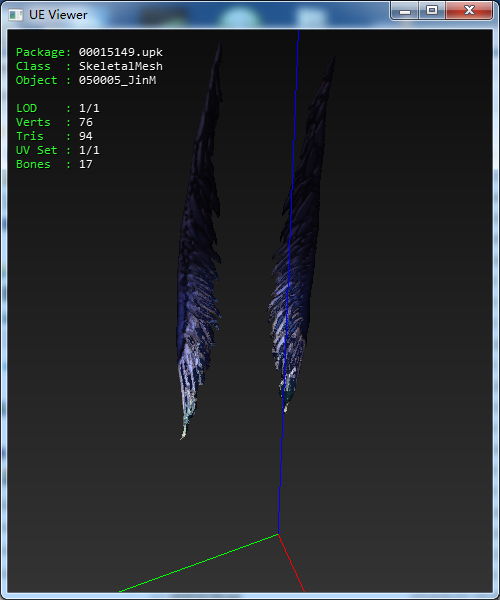 UE Viewer
Package: 00015149.upk
Class  : SkeletalMesh
Object : 050005_JinM
LOD    : 1/1
Verts  : 76
Tris   : 94
UV Set : 1/1
Bones  : 17